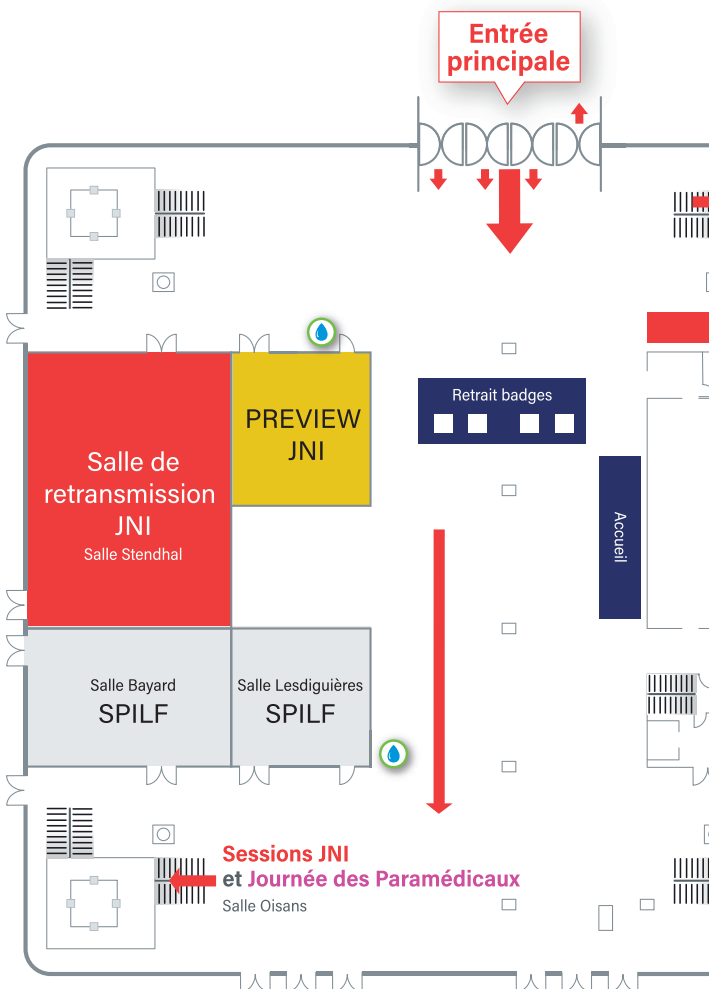 Entrée
principale
Retrait badges
PREVIEW
JNI
Salle de
retransmission
JNI
Salle Stendhal
Accueil
Salle Bayard
SPILF
Salle Lesdiguières
SPILF
Sessions JNI
et Journée des Paramédicaux
Salle Oisans